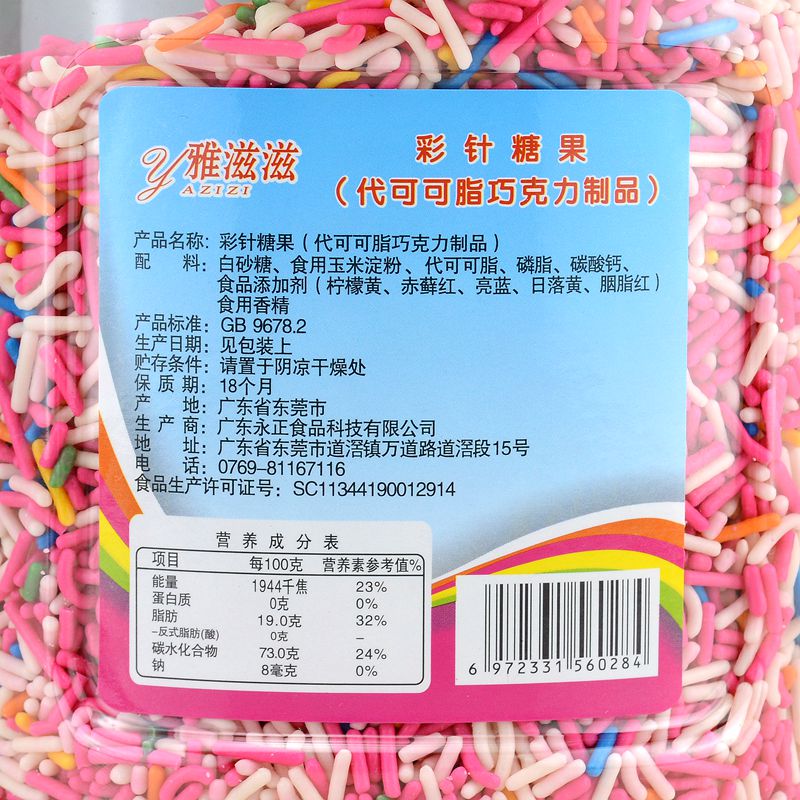 雅滋滋
YAZIZI
彩针糖果
（代可可脂巧克力制品）
产品名称：彩针糖果（代可可脂巧克力制品）
配 料：白砂糖、食用玉米淀粉、代可可脂、磷脂、碳酸钙、
食品添加剂（柠檬黄、赤藓红、亮蓝、日落黄、胭脂红）
食用香精
产品标准：GB 9678.2
生产日期：见包装上
贮存条件：请置于阴凉干燥处
保质期：18个月
产 地：广东省东莞市
生产商：广东永正食品科技有限公司
地 址：广东省东莞市道滘镇万道路道滘段15号
电 话：0769-81167116
食品生产许可证号：SC11344190012914
营养成分表
项目 每100克 营养素参考值%
能量 1944千焦 23%
蛋白质 0克 0%
脂肪 19.0克 32%
-反式脂肪(酸) 0克 –
碳水化合物 73.0克 24%
钠 8毫克 0%
6 972331 560284